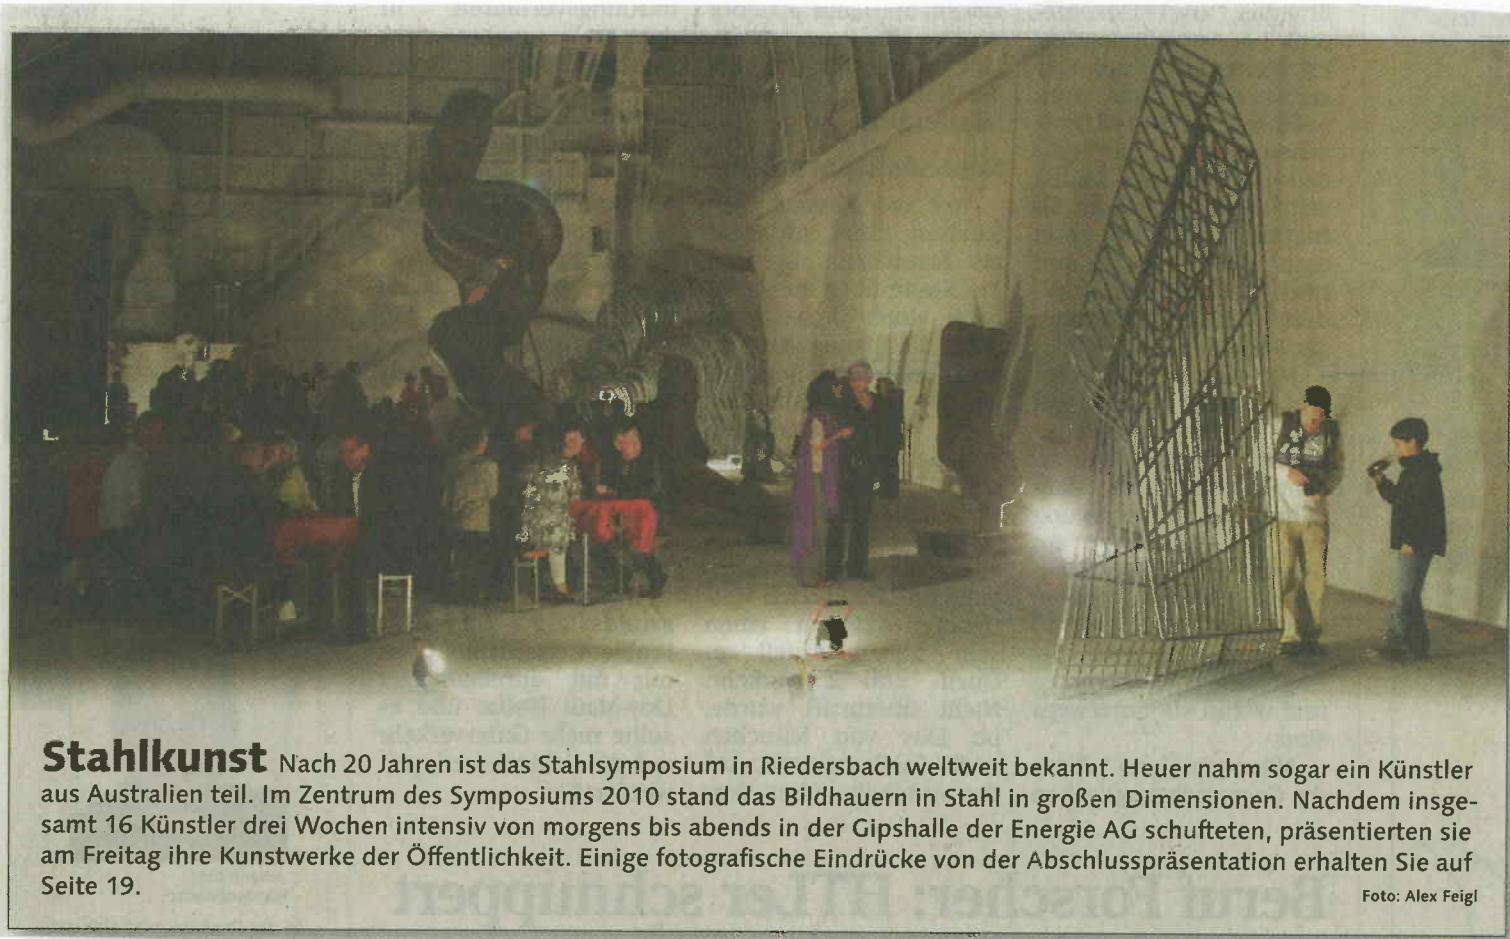 Stahlkunst Nach 20 Jahren ist das Stahlsymposium in Riedersbach weltweit bekannt. Heuer nahm sogar ein Künstler
aus Australien teil. Im Zentrum des Symposiums 2010 stand das Bildhauern in Stahl in großen Dimensionen. Nachdem insge-
samt 16 Künstler drei Wochen intensiv von morgens bis abends in der Gipshalle der Energie AG schufteten, präsentierten sie
am Freitag ihre Kunstwerke der Öffentlichkeit. Einige fotografische Eindrücke von der Abschlusspräsentation erhalten Sie auf
Seite 19.
Foto: Alex Feigl